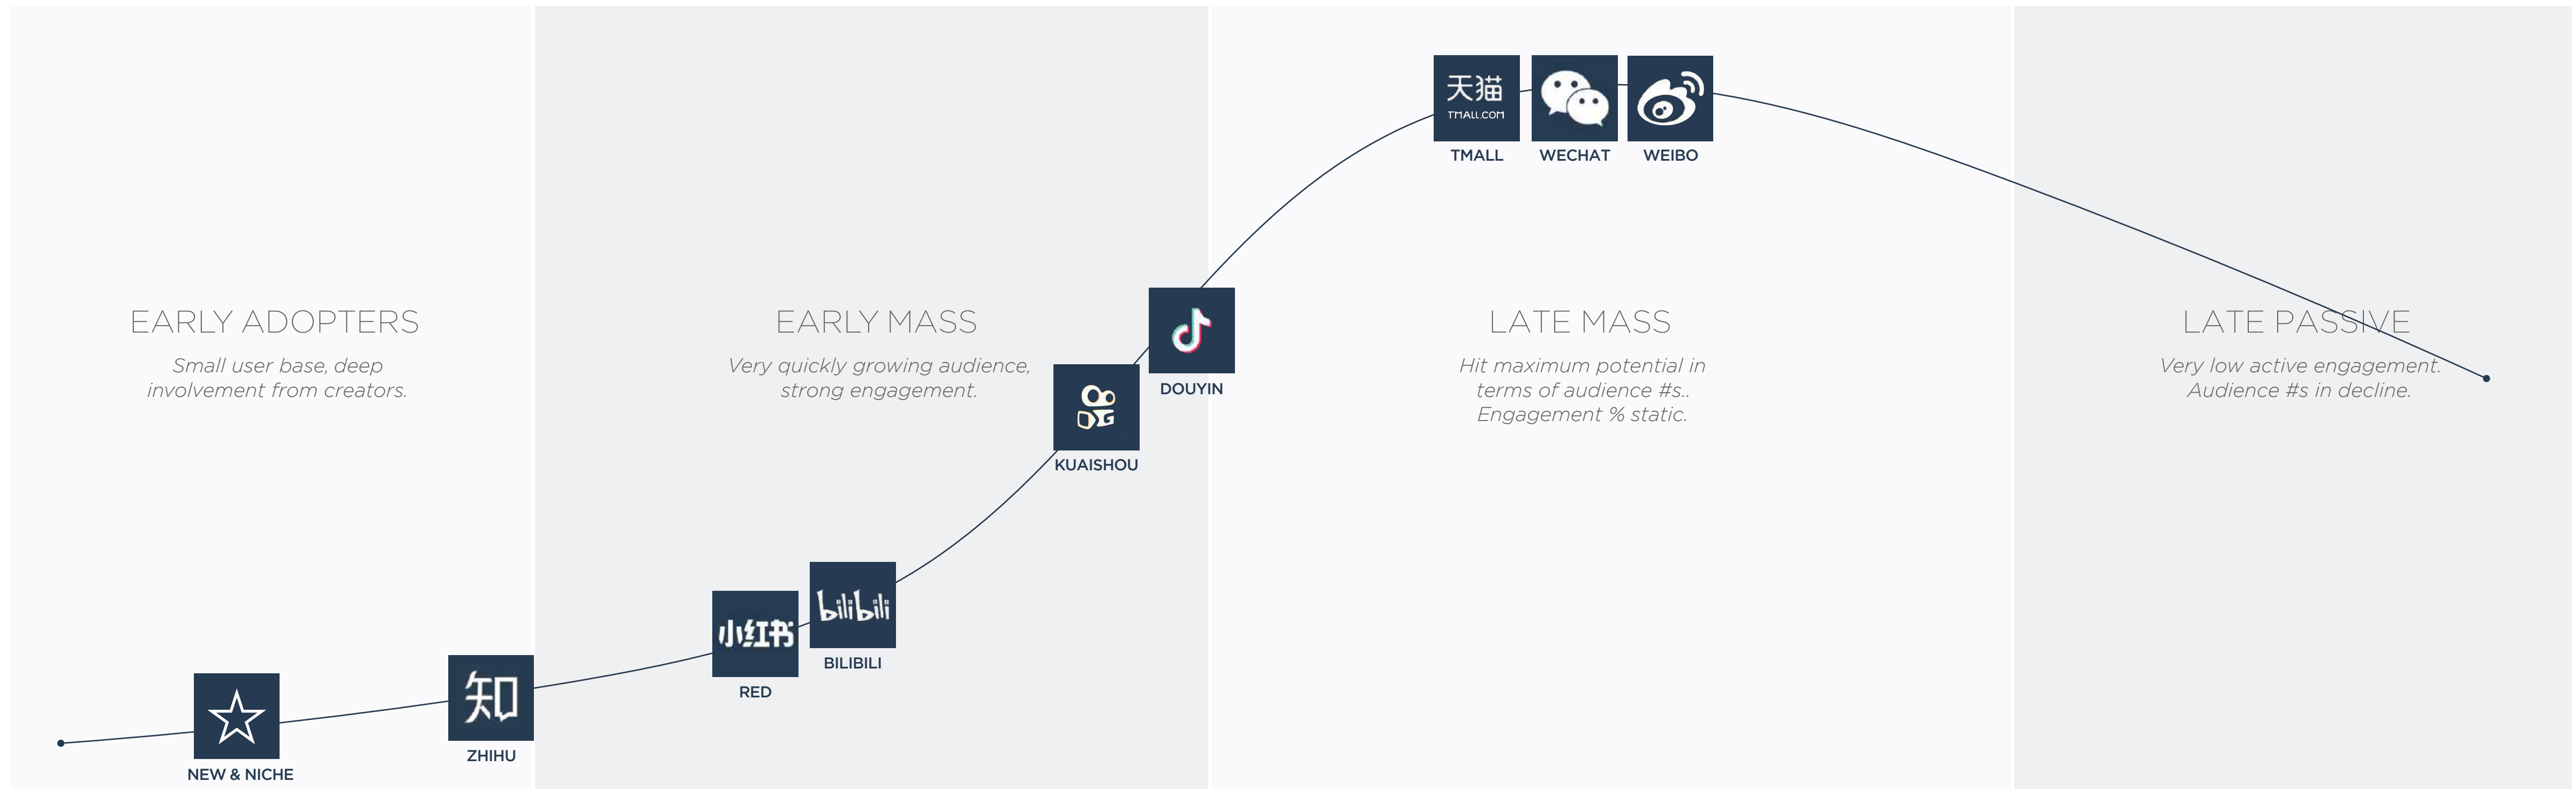 EARLY ADOPTERS
Small user base, deep
involvement from creators.
NEW & NICHE
知
ZHIHU
EARLY MASS
Very quickly growing audience,
strong engagement.
小红书
RED
bilibili
BILIBILI
KUAISHOU
DOUYIN
LATE MASS
Hit maximum potential in
terms of audience #s..
Engagement % static.
天猫
TMALL.COM
TMALL
WECHAT
WEIBO
LATE PASSIVE
Very low active engagement.
Audience #s in decline.